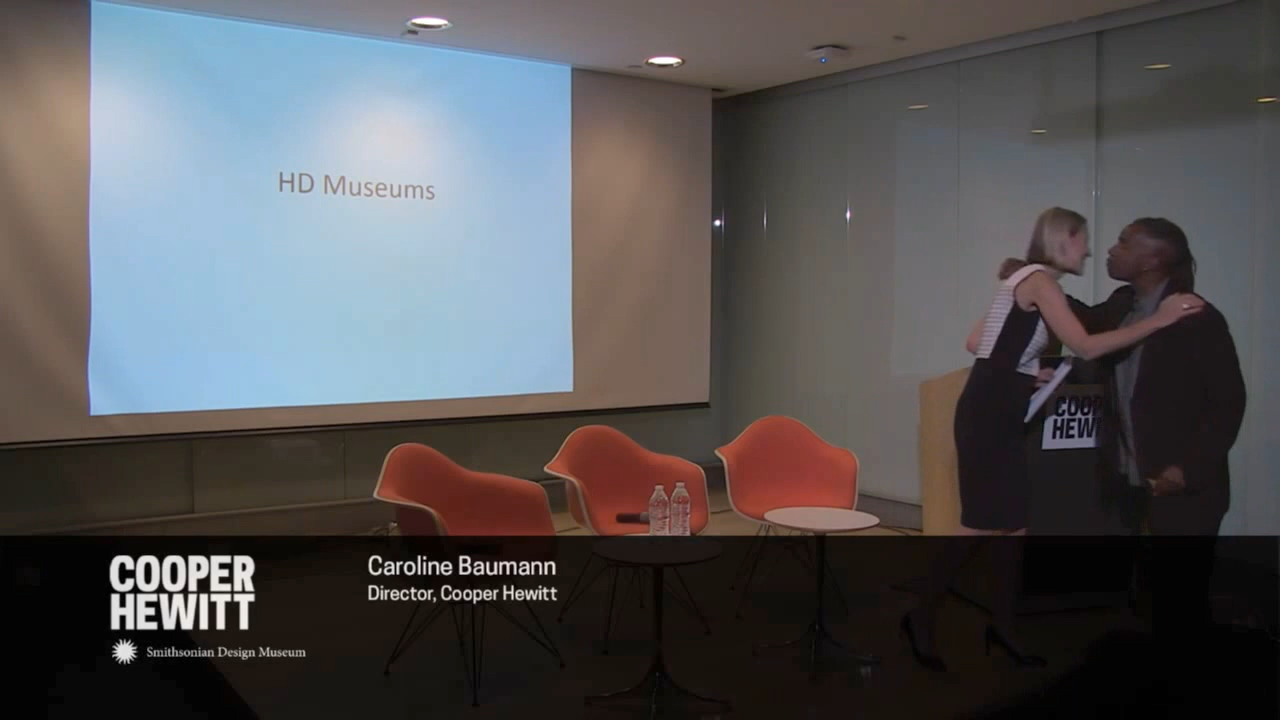 HD Museums
COOPER
HEWITT
COOPER
HEWITT
Smithsonian Design Museum
Caroline Baumann
Director, Cooper Hewitt